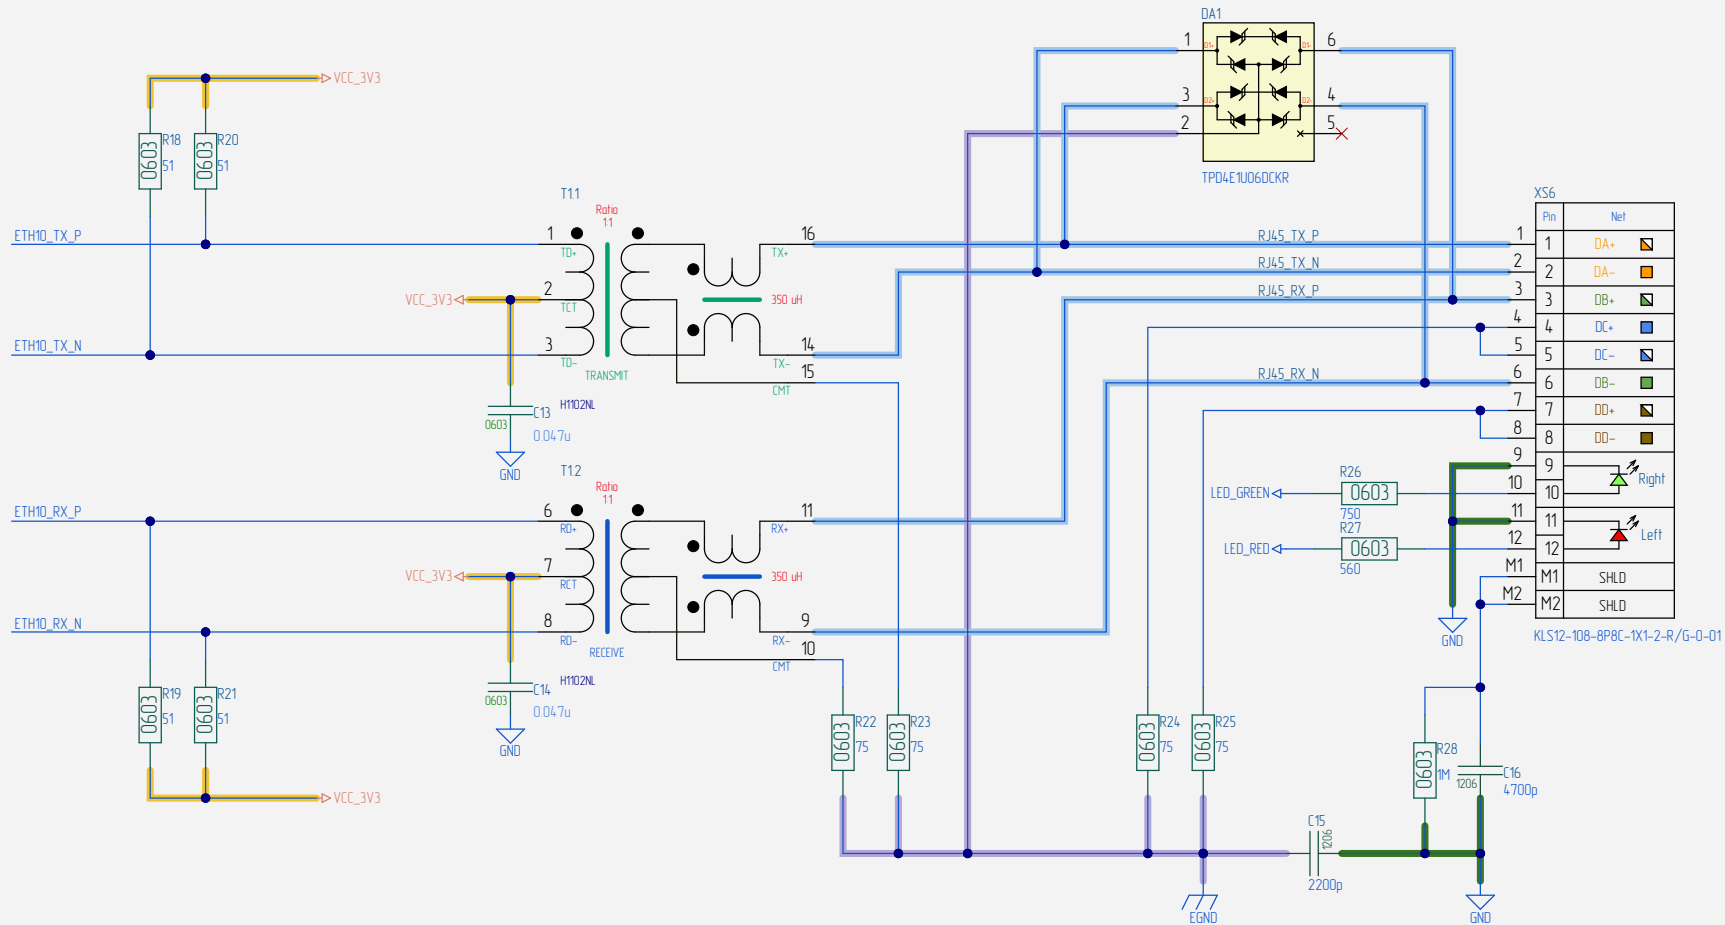 DA1
1
6
D1+
D1-
3
4
D2+
D2-
2
5
TPD4E1U06DCKR
VCC_3V3
R18
51
0603
R20
51
0603
ETH10_TX_P
ETH10_TX_N
T1.1
Ratio
1:1
1
TD+
2
TCT
3
TD-
TRANSMIT
H1102NL
16
TX+
350 uH
14
TX-
15
CMT
VCC_3V3
C13
0603
0.047u
GND
RJ45_TX_P
RJ45_TX_N
RJ45_RX_P
RJ45_RX_N
XS6
Pin
Net
1
1
DA+
2
2
DA-
3
3
DB+
4
4
DC+
5
5
DC-
6
6
DB-
7
7
DD+
8
8
DD-
9
9
Right
10
10
11
11
Left
12
12
M1
M1
SHLD
M2
M2
SHLD
KLS12-108-8P8C-1X1-2-R/G-0-01
LED_GREEN
R26
0603
750
LED_RED
R27
0603
560
GND
T1.2
Ratio
1:1
ETH10_RX_P
ETH10_RX_N
6
RD+
7
RCT
8
RD-
RECEIVE
H1102NL
11
RX+
350 uH
9
RX-
10
CMT
VCC_3V3
C14
0603
0.047u
GND
R19
51
0603
R21
51
0603
VCC_3V3
R22
75
0603
R23
75
0603
R24
75
0603
R25
75
0603
R28
1M
0603
C16
1206
4700p
C15
1206
2200p
EGND
GND